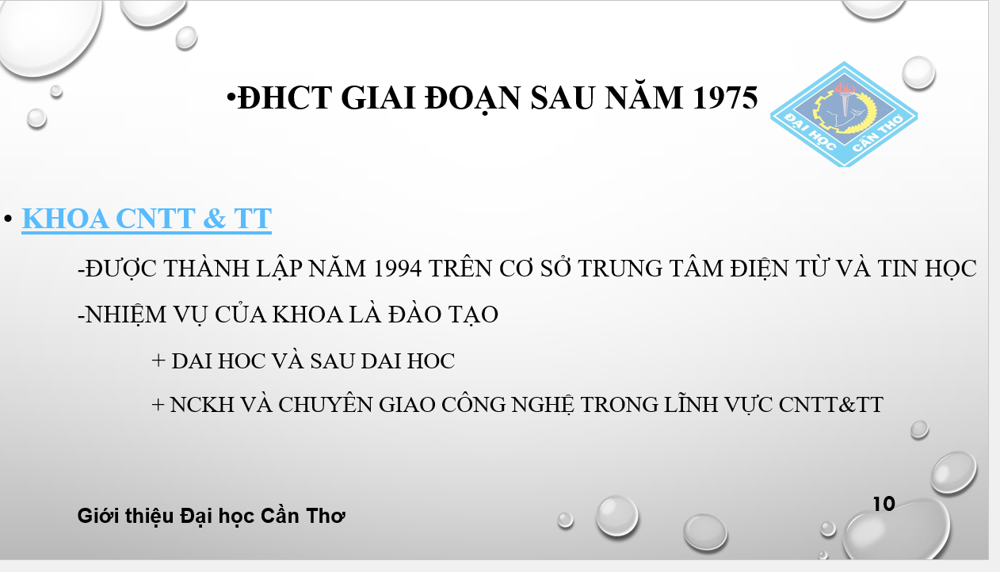 •ĐHCT GIAI ĐOẠN SAU NĂM 1975
ĐẠI HỌC CẦN THƠ
• KHOA CNTT & TT
-ĐƯỢC THÀNH LẬP NĂM 1994 TRÊN CƠ SỞ TRUNG TÂM ĐIỆN TỪ VÀ TIN HỌC
-NHIỆM VỤ CỦA KHOA LÀ ĐÀO TẠO
+ DAI HOC VÀ SAU DAI HOC
+ NCKH VÀ CHUYÊN GIAO CÔNG NGHỆ TRONG LĨNH VỰC CNTT&TT
Giới thiệu Đại học Cần Thơ
10